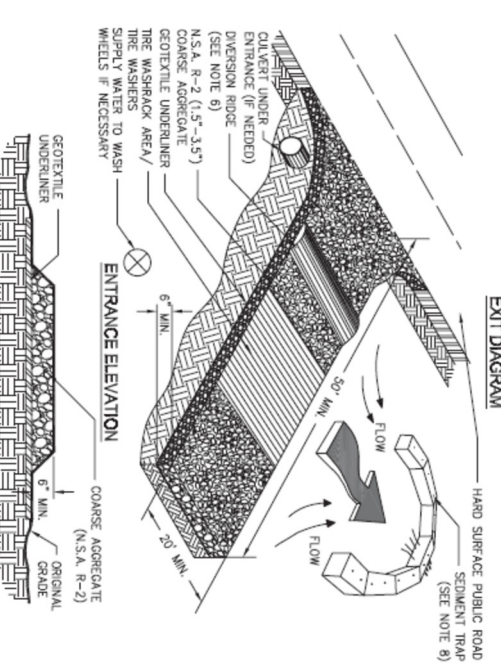 EXIT DIAGRAM
HARD SURFACE PUBLIC ROAD
SEDIMENT TRAP
(SEE NOTE 8)
CULVERT UNDER
ENTRANCE (IF NEEDED)
DIVERSION RIDGE
(SEE NOTE 6)
N.S.A. R-2 (1.5"-3.5")
COARSE AGGREGATE
GEOTEXTILE UNDERLINER
TIRE WASHRACK AREA/
TIRE WASHERS
SUPPLY WATER TO WASH
WHEELS IF NECESSARY
FLOW
FLOW
50' MIN.
20' MIN.
6" MIN.
ENTRANCE ELEVATION
GEOTEXTILE
UNDERLINER
COARSE AGGREGATE
(N.S.A. R-2)
6" MIN.
ORIGINAL
GRADE